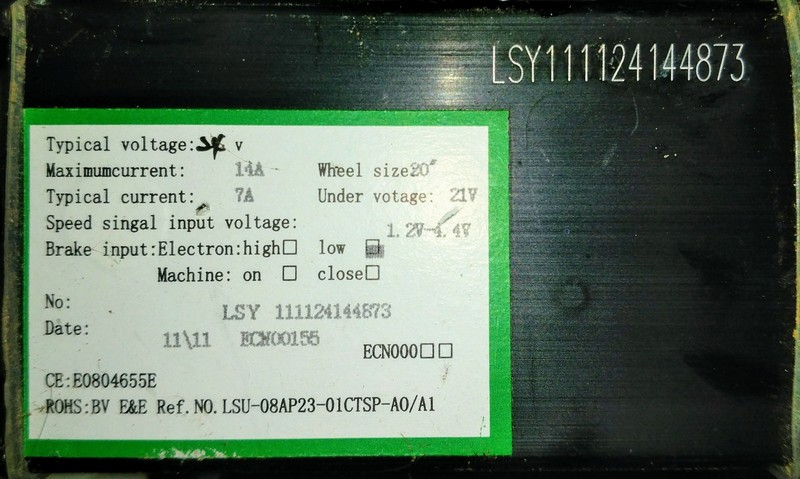 LSY111124144873
Typical voltage: v
Maximumcurrent: 14A Wheel size20"
Typical current: 7A Under votage: 21V
Speed singal input voltage: 1.2V-4.4V
Brake input:Electron:high□ low ■
Machine: on □ close□
No: LSY 111124144873
Date: 11\11 ECN00155
ECN000□□
CE:E0804655E
ROHS:BV E&E Ref.NO.LSU-08AP23-01CTSP-A0/A1